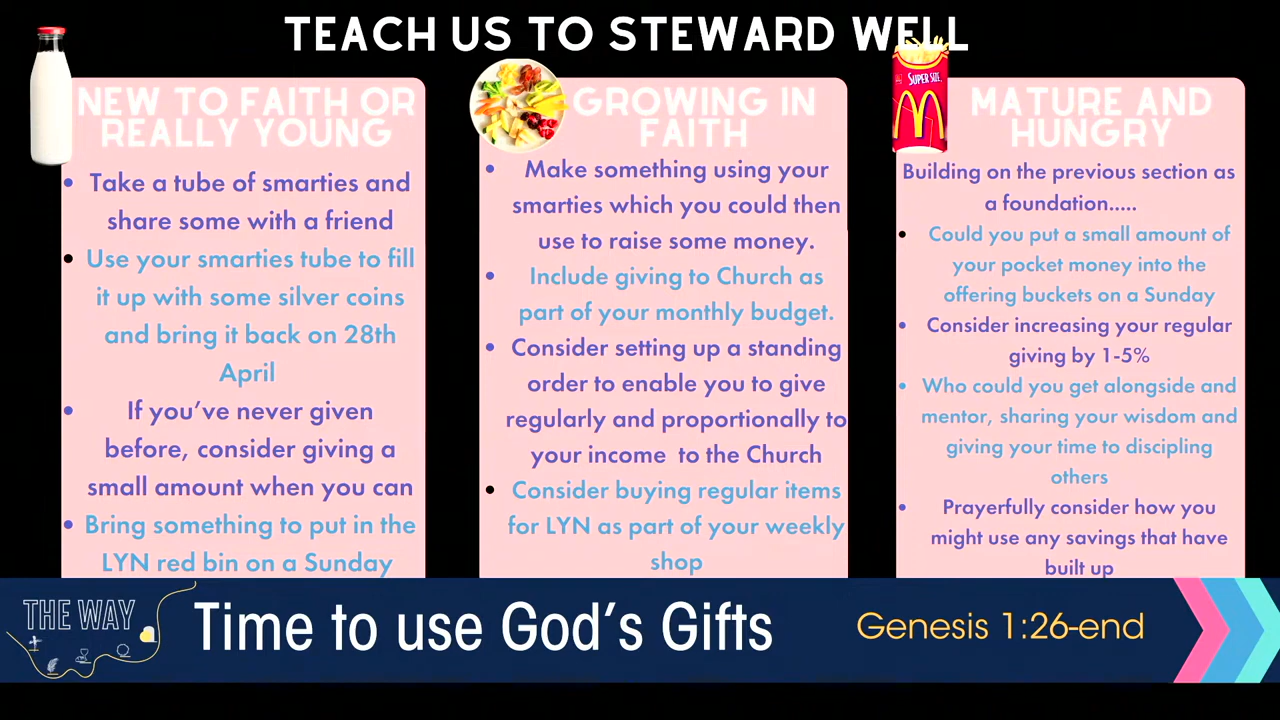 TEACH US TO STEWARD WELL
NEW TO FAITH OR
REALLY YOUNG
• Take a tube of smarties and
share some with a friend
• Use your smarties tube to fill
it up with some silver coins
and bring it back on 28th
April
• If you've never given
before, consider giving a
small amount when you can
• Bring something to put in the
LYN red bin on a Sunday
GROWING IN
FAITH
• Make something using your
smarties which you could then
use to raise some money.
• Include giving to Church as
part of your monthly budget.
• Consider setting up a standing
order to enable you to give
regularly and proportionally to
your income to the Church
• Consider buying regular items
for LYN as part of your weekly
shop
SUPER SIZE
MATURE AND
HUNGRY
Building on the previous section as
a foundation.....
• Could you put a small amount of
your pocket money into the
offering buckets on a Sunday
• Consider increasing your regular
giving by 1-5%
• Who could you get alongside and
mentor, sharing your wisdom and
giving your time to discipling
others
• Prayerfully consider how you
might use any savings that have
built up
THE WAY
Time to use God's Gifts
Genesis 1:26-end